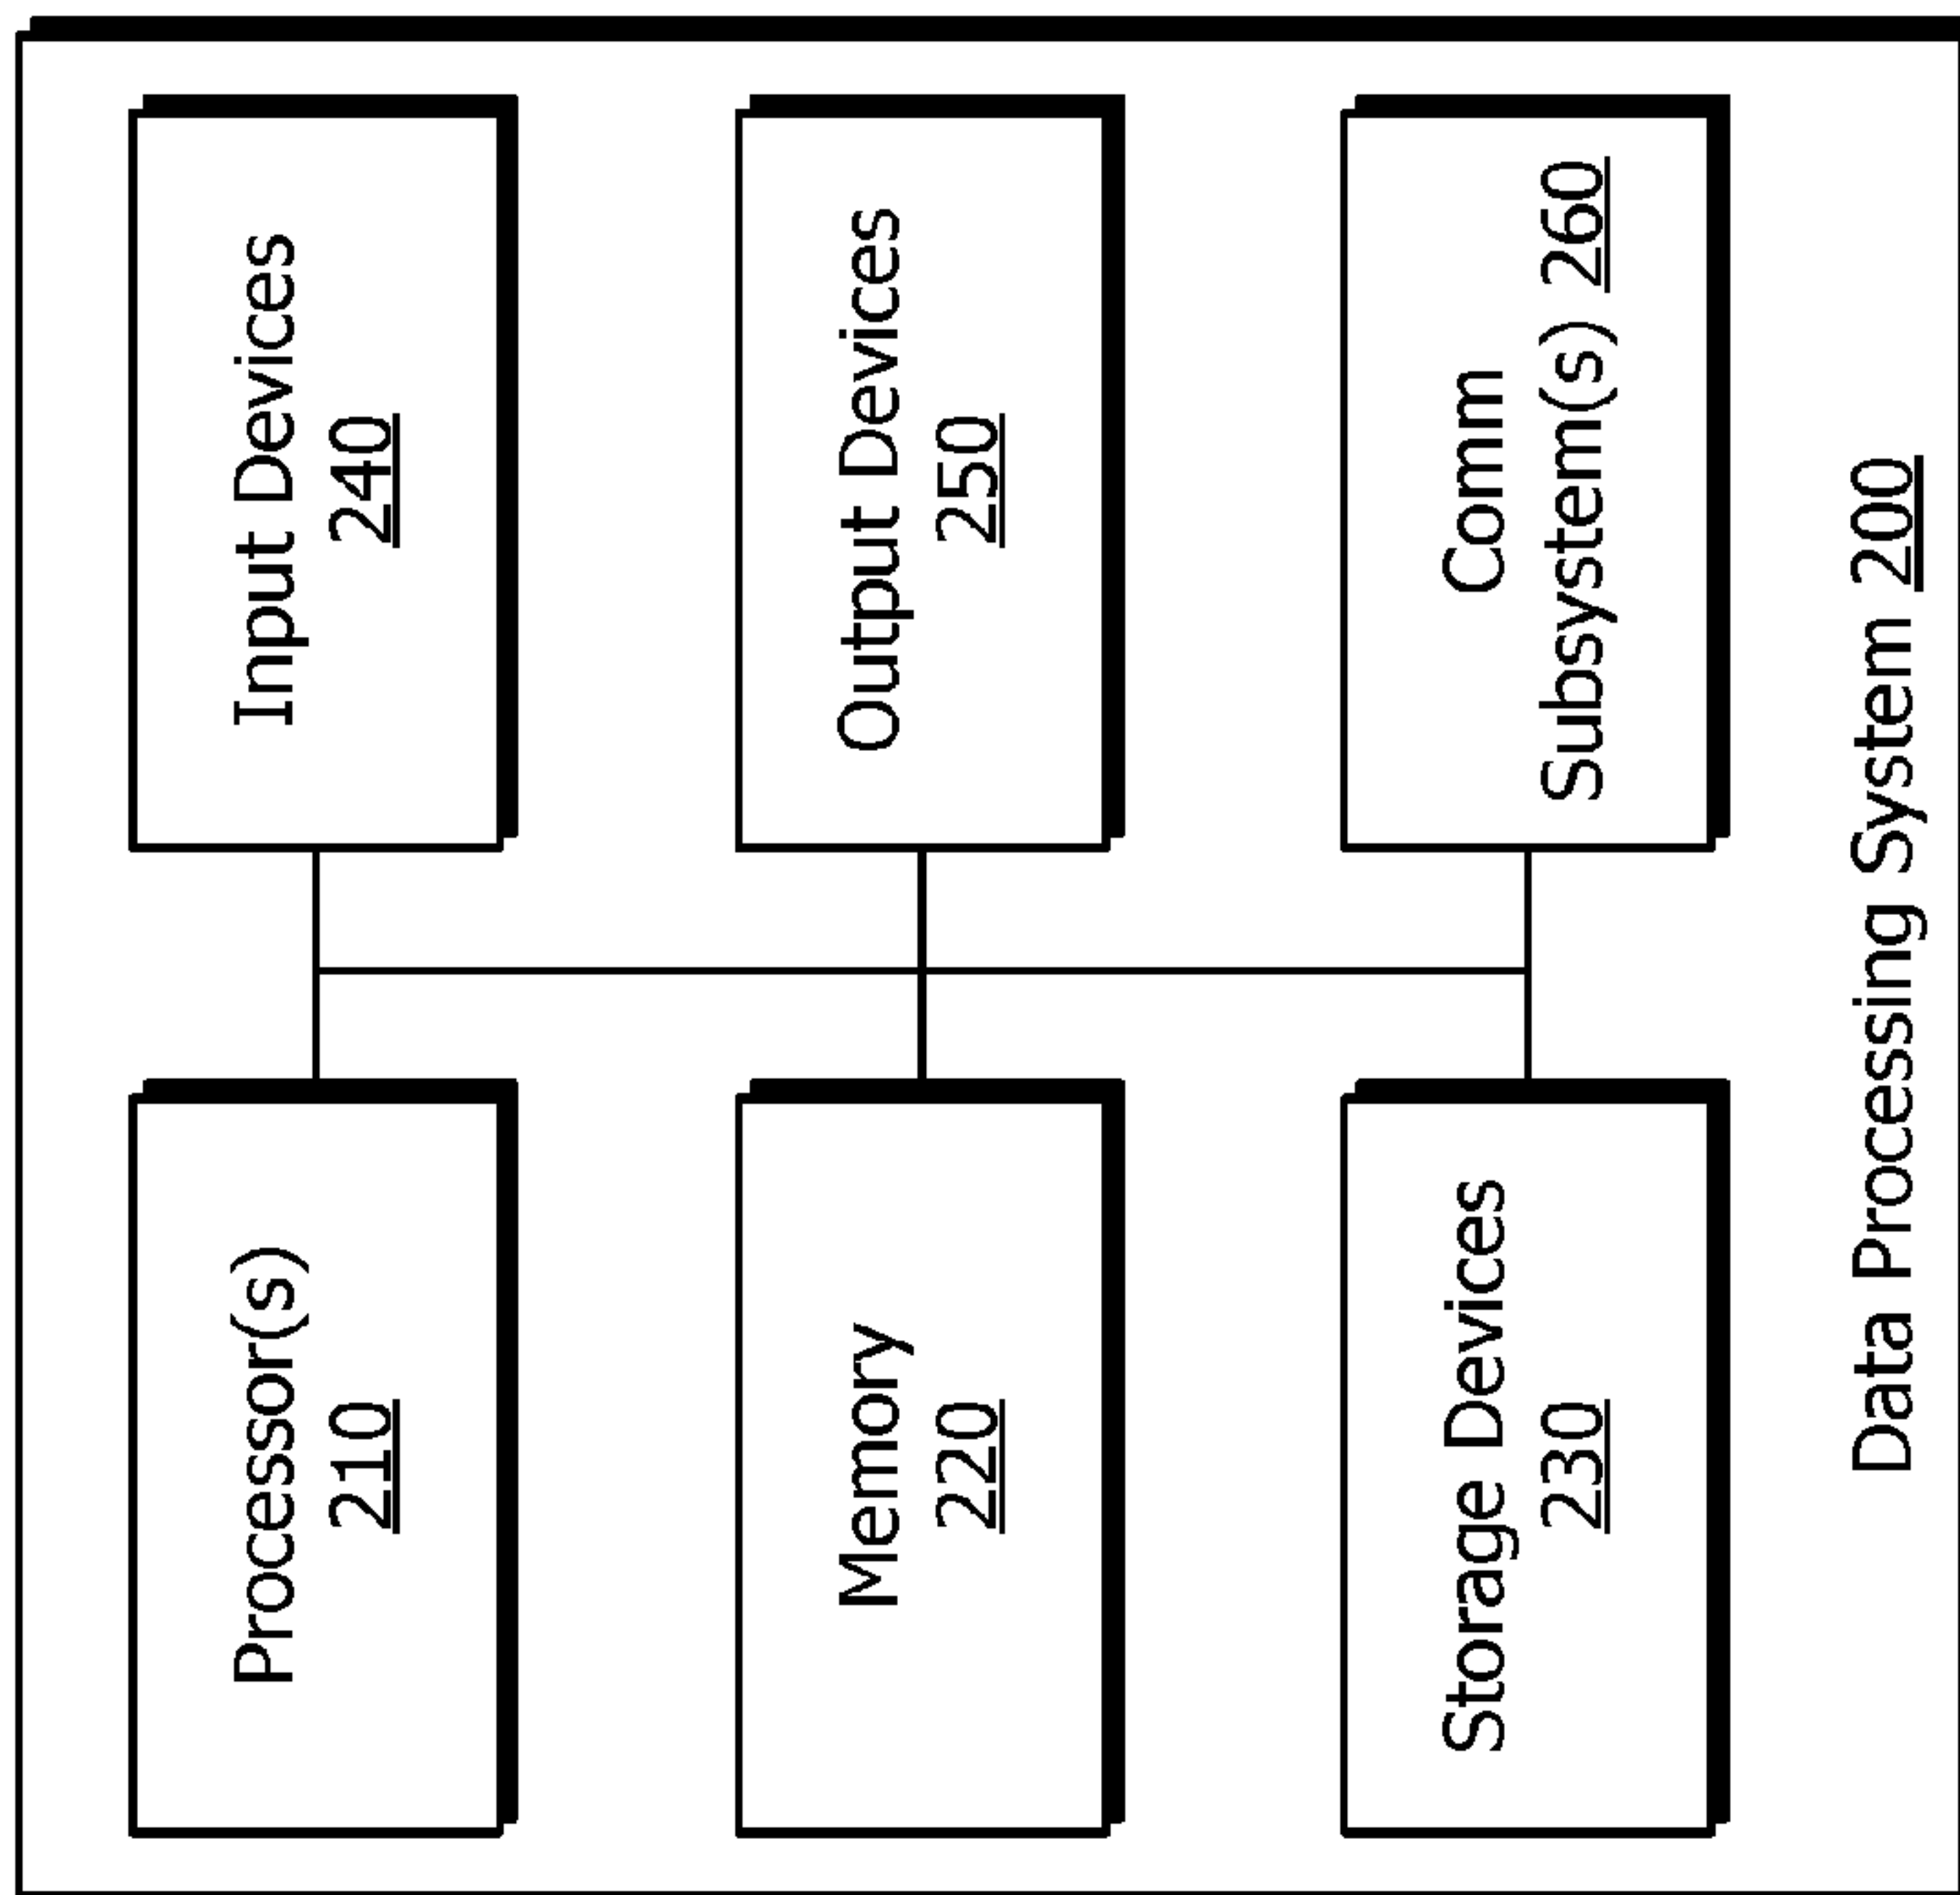 Processor(s)
210
Input Devices
240
Memory
220
Output Devices
250
Storage Devices
230
Comm
Subsystem(s) 260
Data Processing System 200